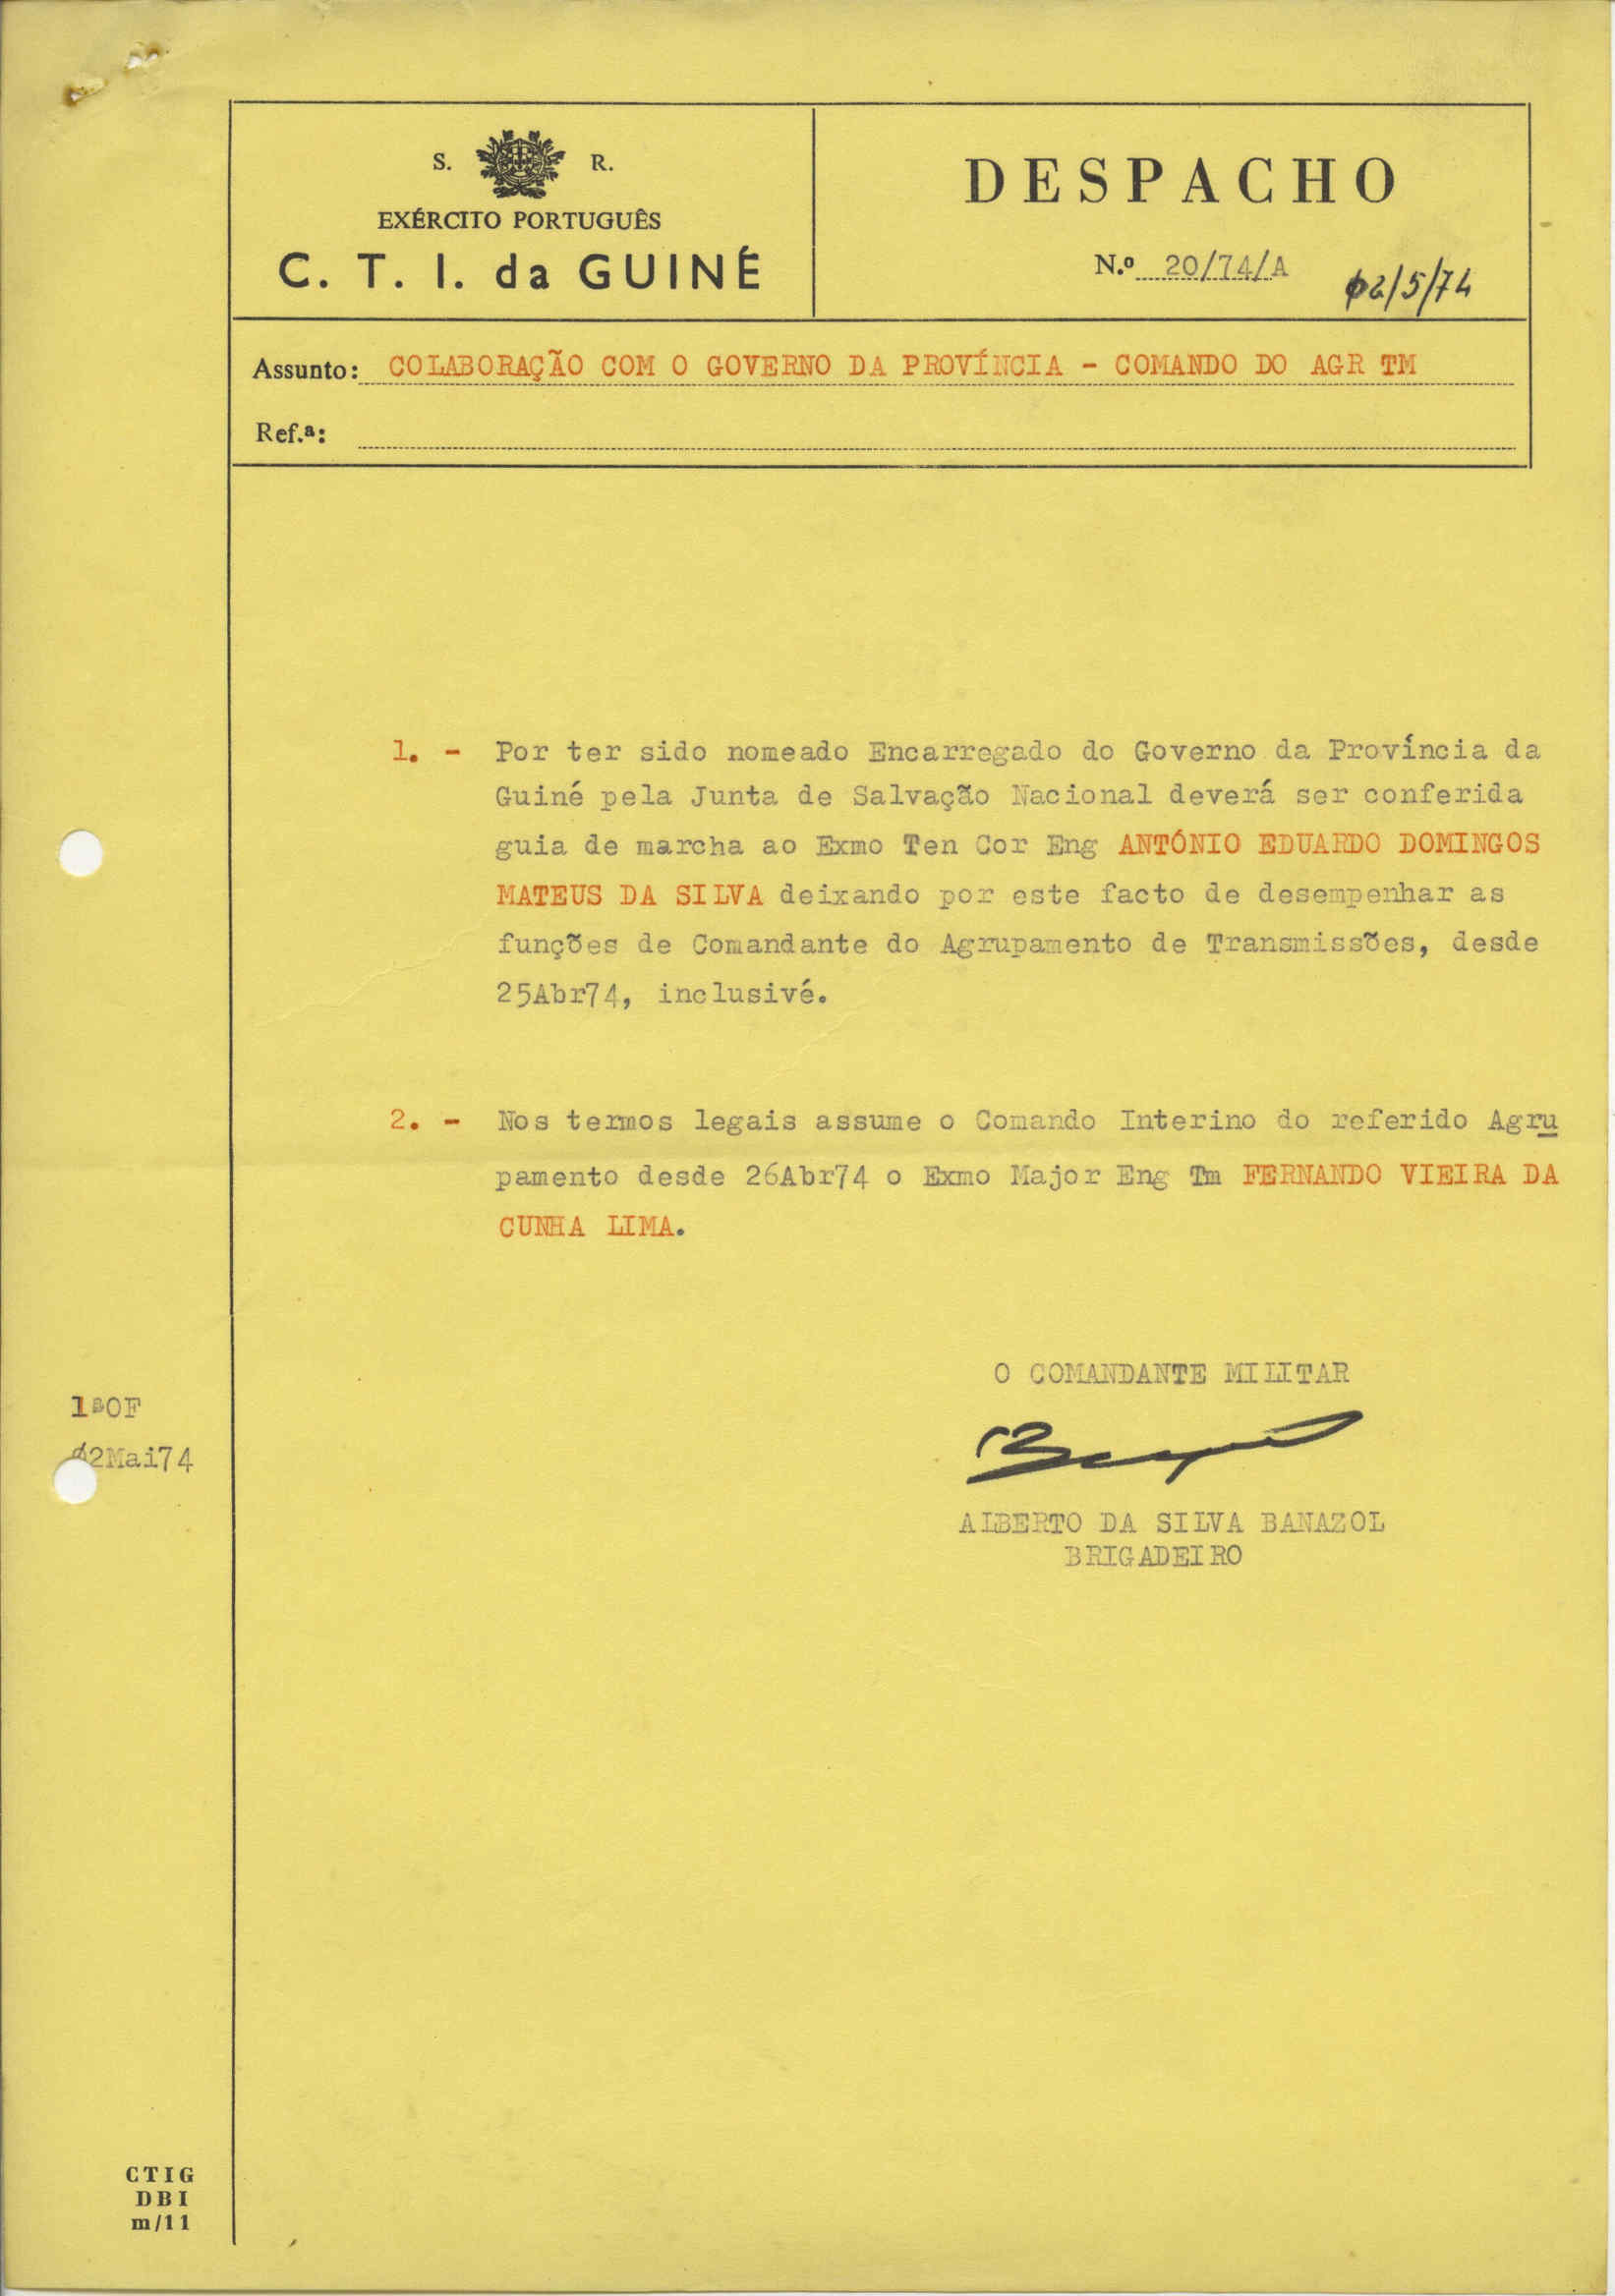 S. R.
EXÉRCITO PORTUGUÊS
C. T. I. da GUINÉ
DESPACHO
N.º 20/74/A
02/5/74
Assunto: COLABORAÇÃO COM O GOVERNO DA PROVÍNCIA - COMANDO DO AGR TM
Ref.ª:
1. - Por ter sido nomeado Encarregado do Governo da Província da
Guiné pela Junta de Salvação Nacional deverá ser conferida
guia de marcha ao Exmo Ten Cor Eng ANTÓNIO EDUARDO DOMINGOS
MATEUS DA SILVA deixando por este facto de desempenhar as
funções de Comandante do Agrupamento de Transmissões, desde
25Abr74, inclusivé.
2. - Nos termos legais assume o Comando Interino do referido Agru
pamento desde 26Abr74 o Exmo Major Eng Tm FERNANDO VIEIRA DA
CUNHA LIMA.
O COMANDANTE MILITAR
ALBERTO DA SILVA BANAZOL
BRIGADEIRO
1ªOF
02Mai74
CTIG
DBI
m/11